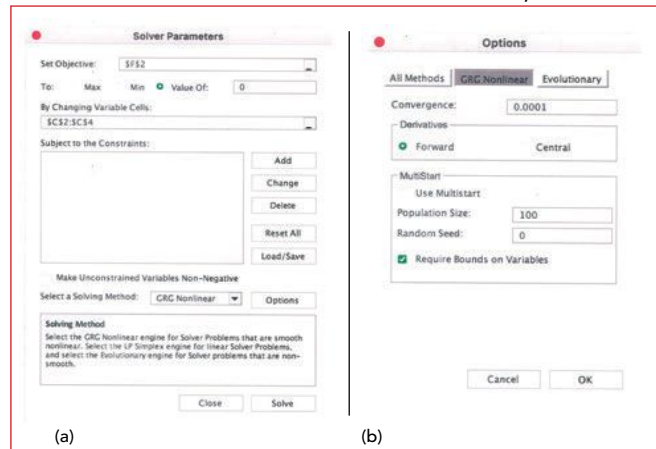 Solver Parameters
Set Objective: $F$2
To: Max Min Value Of: 0
By Changing Variable Cells:
$C$2:$C$4
Subject to the Constraints:
Add
Change
Delete
Reset All
Load/Save
Make Unconstrained Variables Non-Negative
Select a Solving Method: GRG Nonlinear Options
Solving Method
Select the GRG Nonlinear engine for Solver Problems that are smooth
nonlinear. Select the LP Simplex engine for linear Solver Problems,
and select the Evolutionary engine for Solver problems that are non-
smooth.
Close Solve
(a)
Options
All Methods GRG Nonlinear Evolutionary
Convergence: 0.0001
Derivatives
Forward Central
MultiStart
Use Multistart
Population Size: 100
Random Seed: 0
Require Bounds on Variables
Cancel OK
(b)